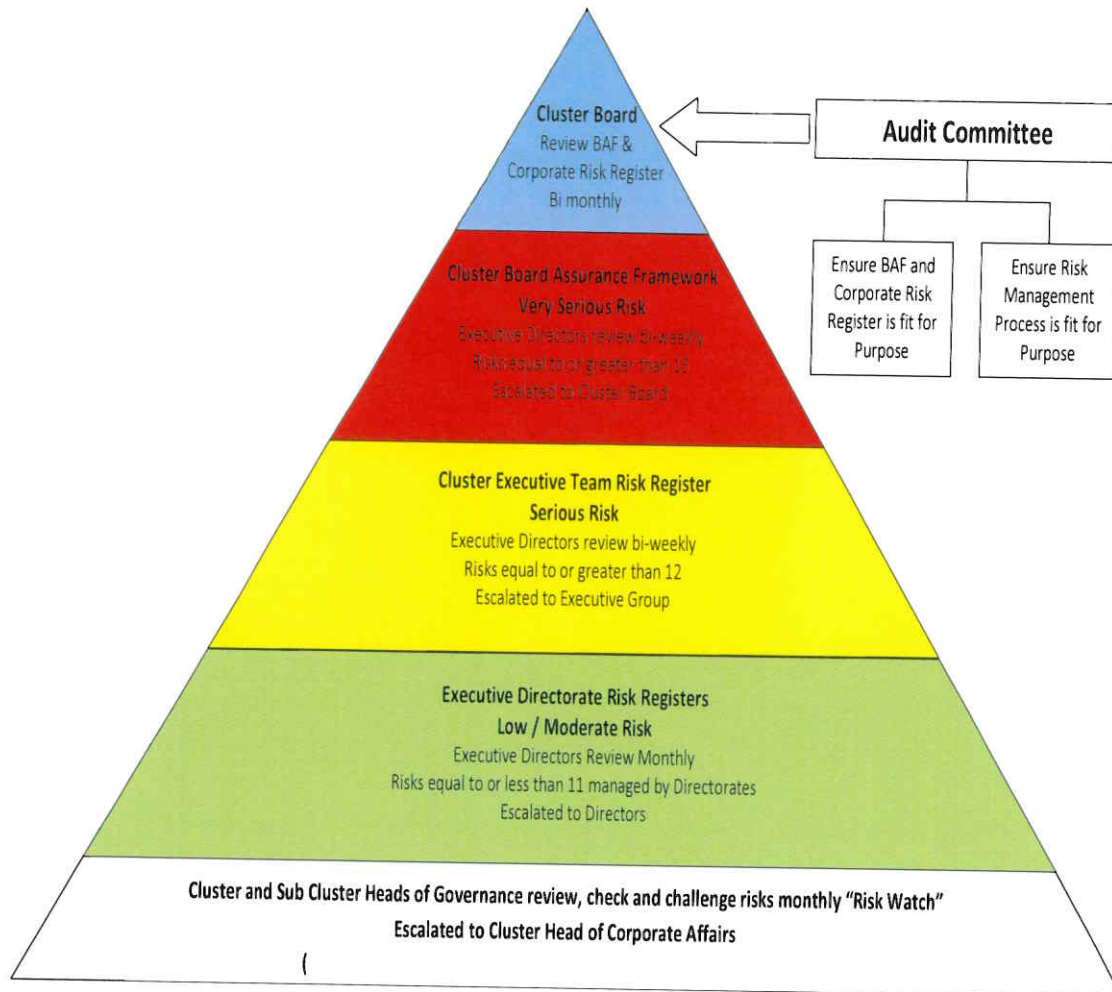 Cluster Board
Review BAF &
Corporate Risk Register
Bi monthly
Audit Committee
Ensure BAF and
Corporate Risk
Register is fit for
Purpose
Ensure Risk
Management
Process is fit for
Purpose
Cluster Board Assurance Framework
Very Serious Risk
Executive Directors review bi-weekly
Risks equal to or greater than
Escalated to Cluster Board
Cluster Executive Team Risk Register
Serious Risk
Executive Directors review bi-weekly
Risks equal to or greater than 12
Escalated to Executive Group
Executive Directorate Risk Registers
Low / Moderate Risk
Executive Directors Review Monthly
Risks equal to or less than 11 managed by Directorates
Escalated to Directors
Cluster and Sub Cluster Heads of Governance review, check and challenge risks monthly “Risk Watch”
Escalated to Cluster Head of Corporate Affairs